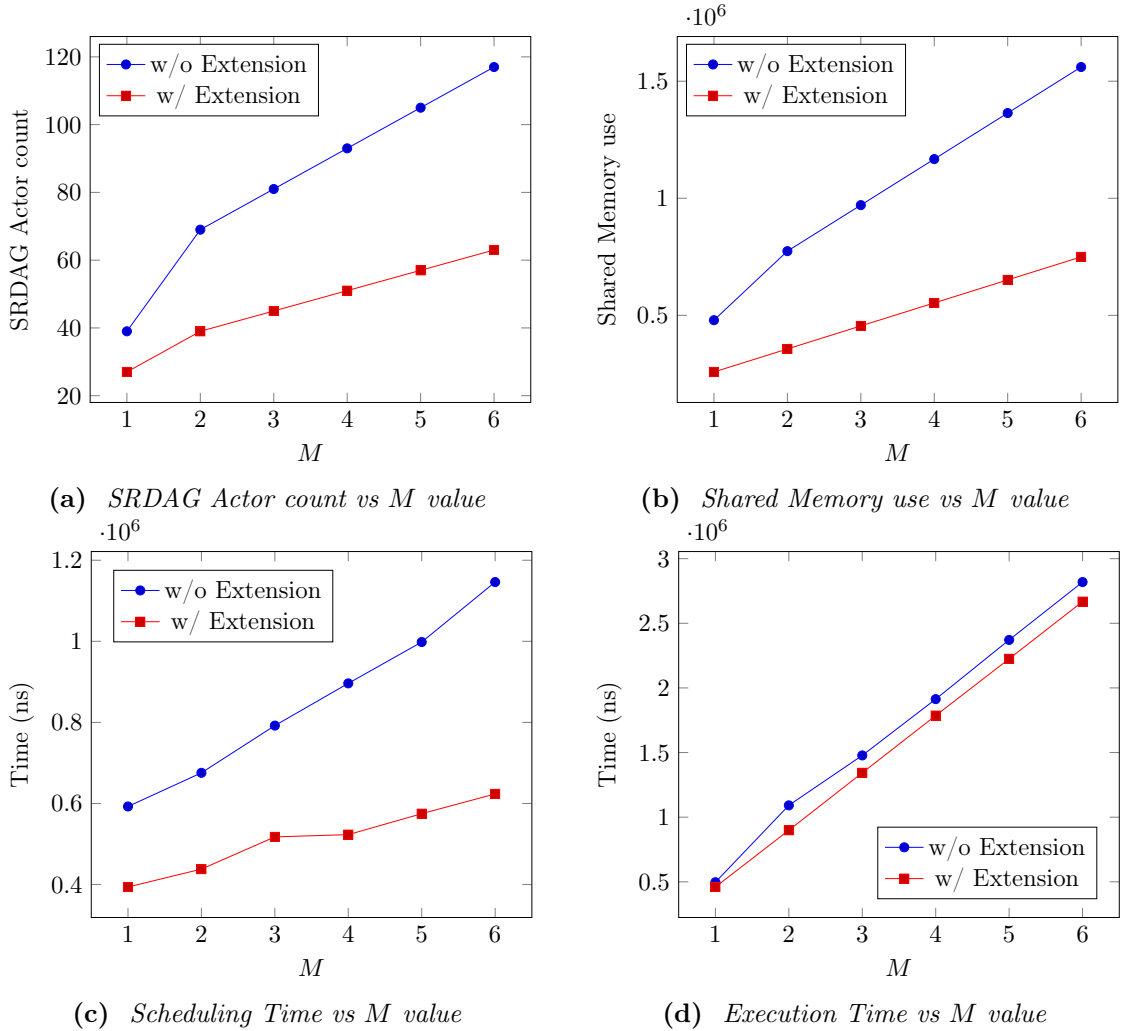 w/o Extension
w/ Extension
120
100
80
60
40
20
SRDAG Actor count
1 2 3 4 5 6
M
(a) SRDAG Actor count vs M value
·10^6
w/o Extension
w/ Extension
1.5
1
0.5
Shared Memory use
1 2 3 4 5 6
M
(b) Shared Memory use vs M value
·10^6
w/o Extension
w/ Extension
1.2
1
0.8
0.6
0.4
Time (ns)
1 2 3 4 5 6
M
(c) Scheduling Time vs M value
·10^6
3
2.5
2
1.5
1
0.5
Time (ns)
w/o Extension
w/ Extension
1 2 3 4 5 6
M
(d) Execution Time vs M value